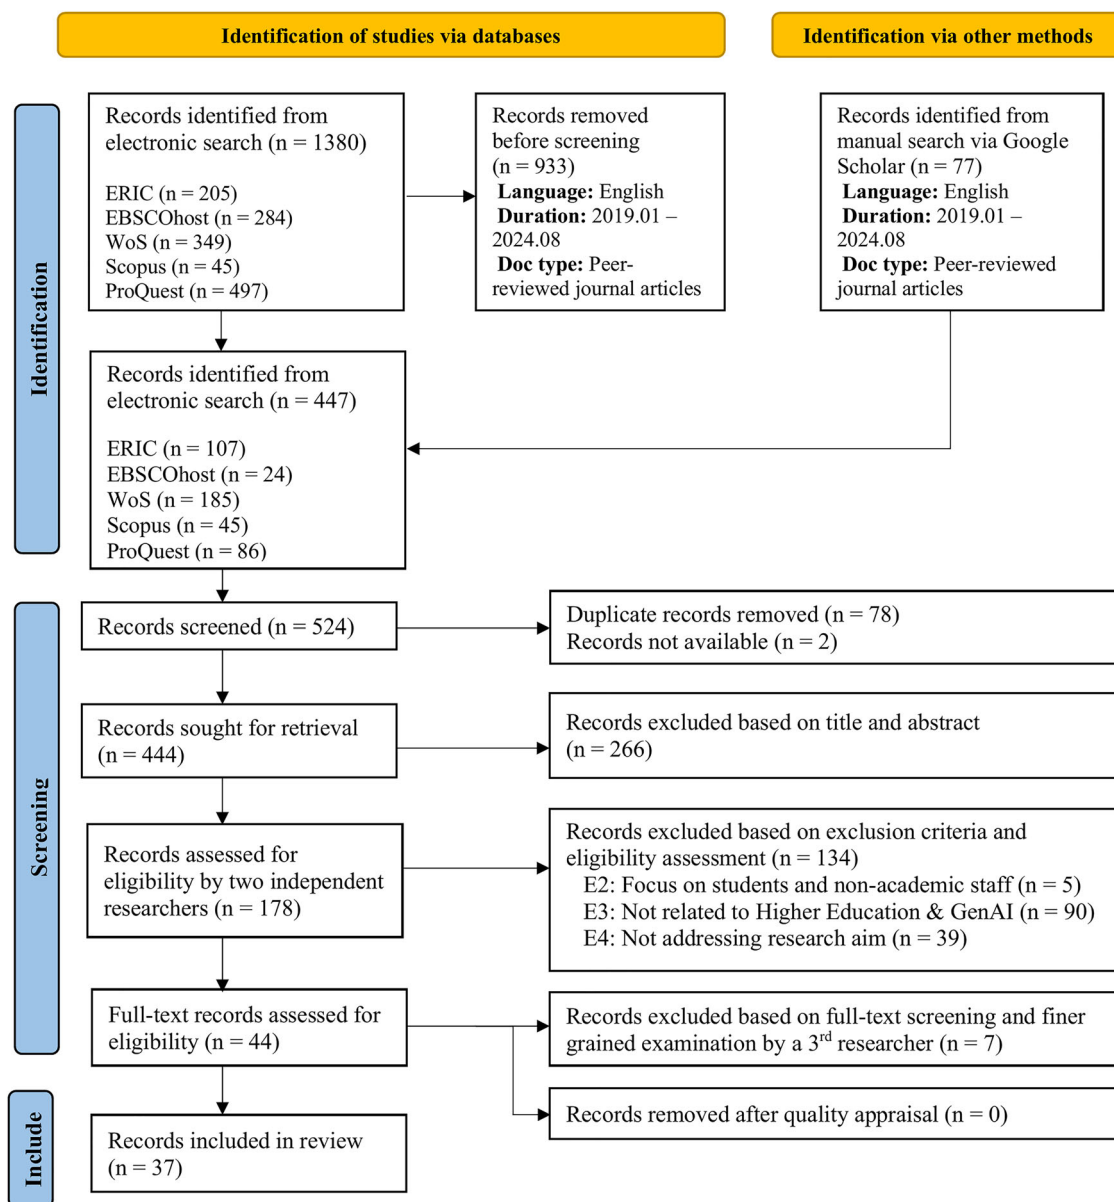 Identification of studies via databases
Identification via other methods
Identification
Records identified from
electronic search (n = 1380)
ERIC (n = 205)
EBSCOhost (n = 284)
WoS (n = 349)
Scopus (n = 45)
ProQuest (n = 497)
Records removed
before screening
(n = 933)
Language: English
Duration: 2019.01 –
2024.08
Doc type: Peer-
reviewed journal articles
Records identified from
manual search via Google
Scholar (n = 77)
Language: English
Duration: 2019.01 –
2024.08
Doc type: Peer-reviewed
journal articles
Records identified from
electronic search (n = 447)
ERIC (n = 107)
EBSCOhost (n = 24)
WoS (n = 185)
Scopus (n = 45)
ProQuest (n = 86)
Screening
Records screened (n = 524)
Duplicate records removed (n = 78)
Records not available (n = 2)
Records sought for retrieval
(n = 444)
Records excluded based on title and abstract
(n = 266)
Records assessed for
eligibility by two independent
researchers (n = 178)
Records excluded based on exclusion criteria and
eligibility assessment (n = 134)
E2: Focus on students and non-academic staff (n = 5)
E3: Not related to Higher Education & GenAI (n = 90)
E4: Not addressing research aim (n = 39)
Full-text records assessed for
eligibility (n = 44)
Records excluded based on full-text screening and finer
grained examination by a 3rd researcher (n = 7)
Records removed after quality appraisal (n = 0)
Include
Records included in review
(n = 37)